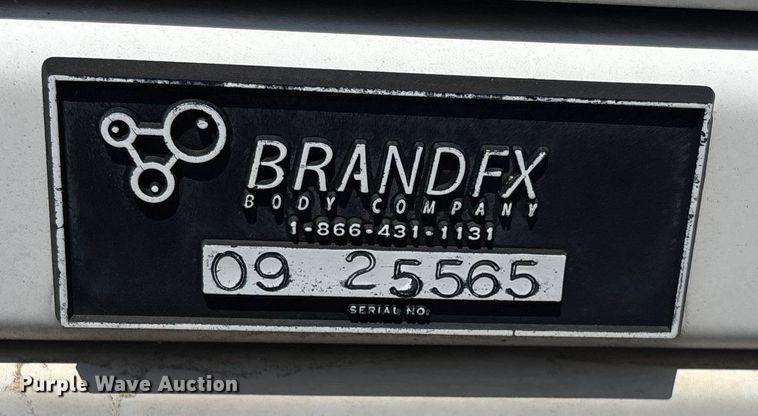 BRANDFX
BODY COMPANY
1-866-431-1131
09 25565
SERIAL NO.
Purple Wave Auction